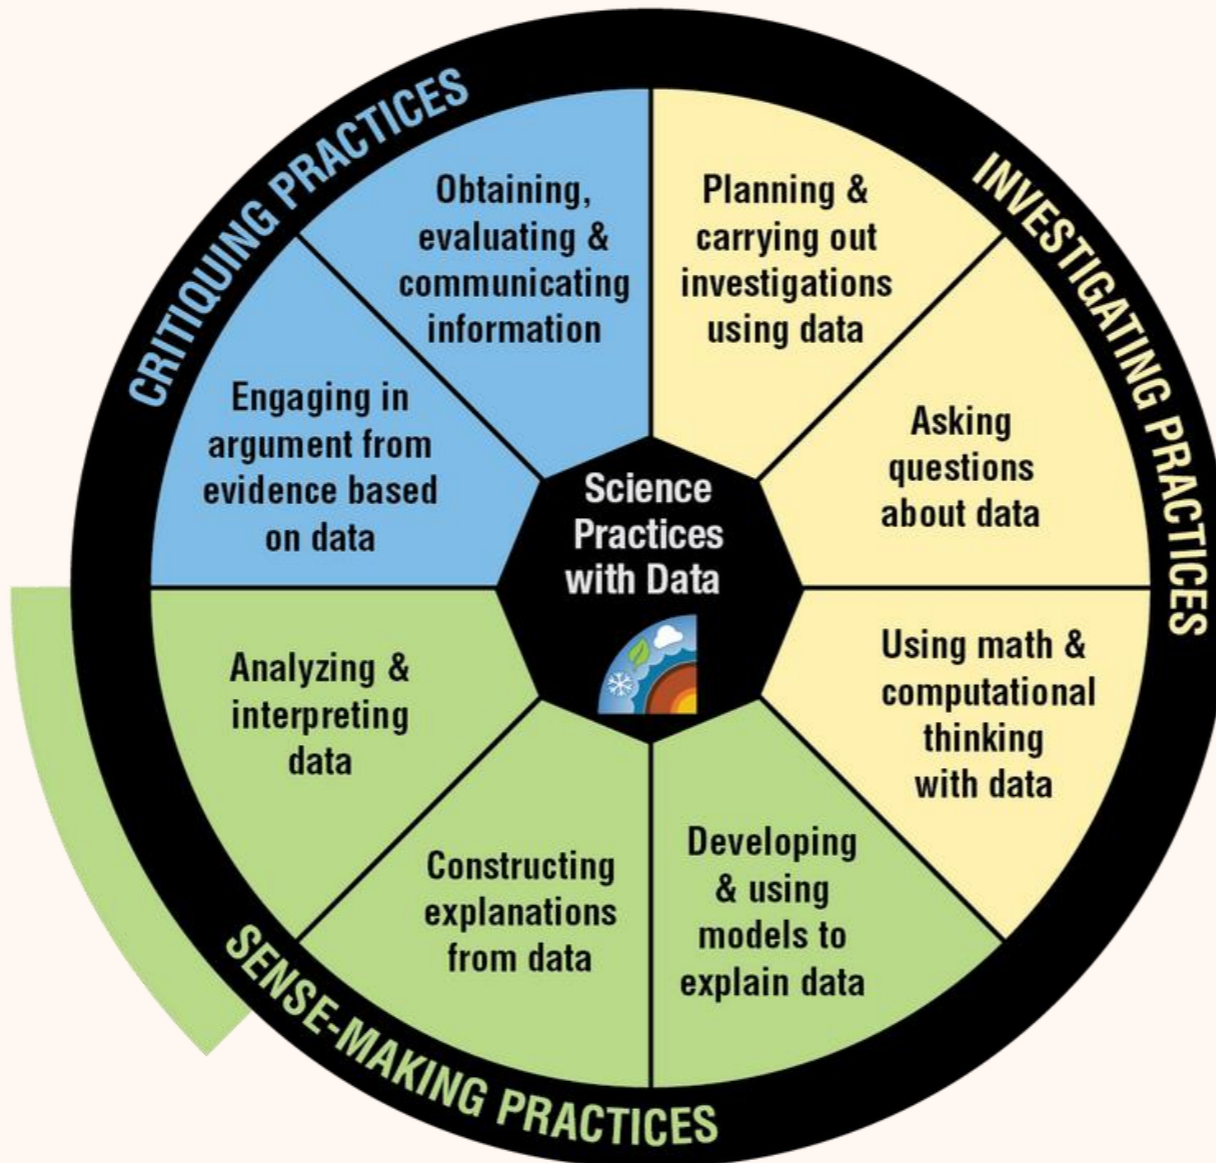 CRITIQUING PRACTICES
INVESTIGATING PRACTICES
SENSE-MAKING PRACTICES
Obtaining,
evaluating &
communicating
information
Planning &
carrying out
investigations
using data
Asking
questions
about data
Using math &
computational
thinking
with data
Developing
& using
models to
explain data
Constructing
explanations
from data
Analyzing &
interpreting
data
Engaging in
argument from
evidence based
on data
Science
Practices
with Data